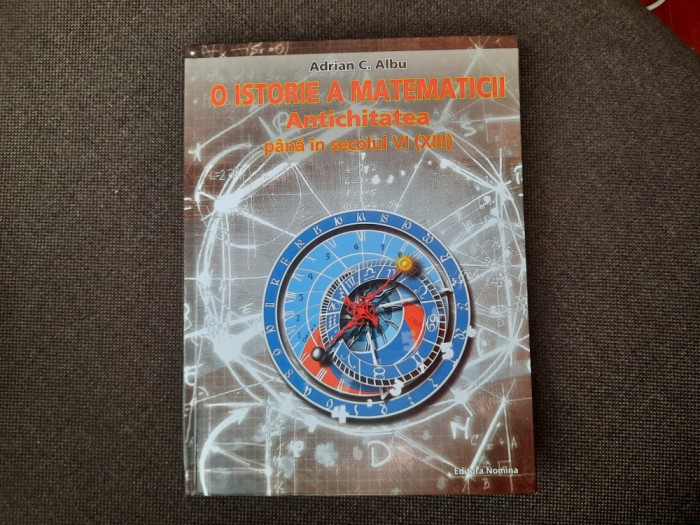 Adrian C. Albu
O ISTORIE A MATEMATICII
Antichitatea
până în secolul VI (XIII)
Editura Nomina